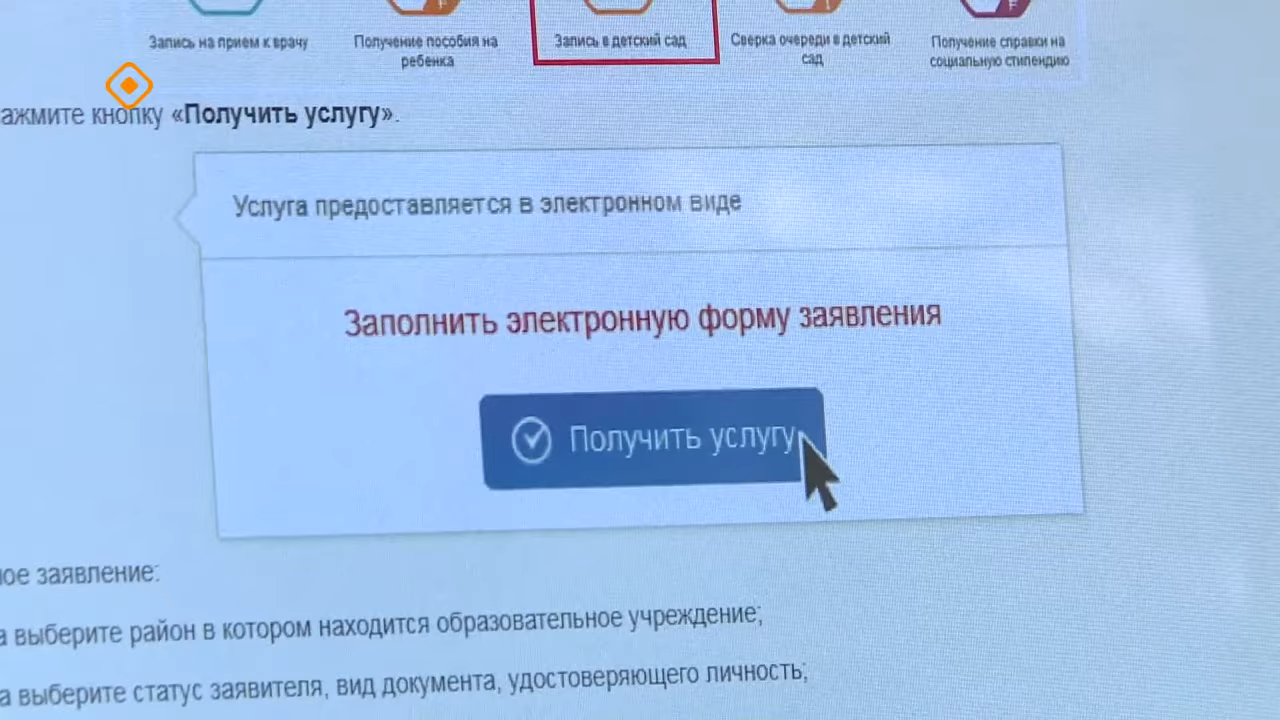 Запись на прием к врачу
Получение пособия на
ребенка
Запись в детский сад
Сверка очереди в детский
сад
Получение справки на
социальную стипендию
ажмите кнопку «Получить услугу».
Услуга предоставляется в электронном виде
Заполнить электронную форму заявления
Получить услугу
ое заявление:
а выберите район в котором находится образовательное учреждение;
а выберите статус заявителя, вид документа, удостоверяющего личность;